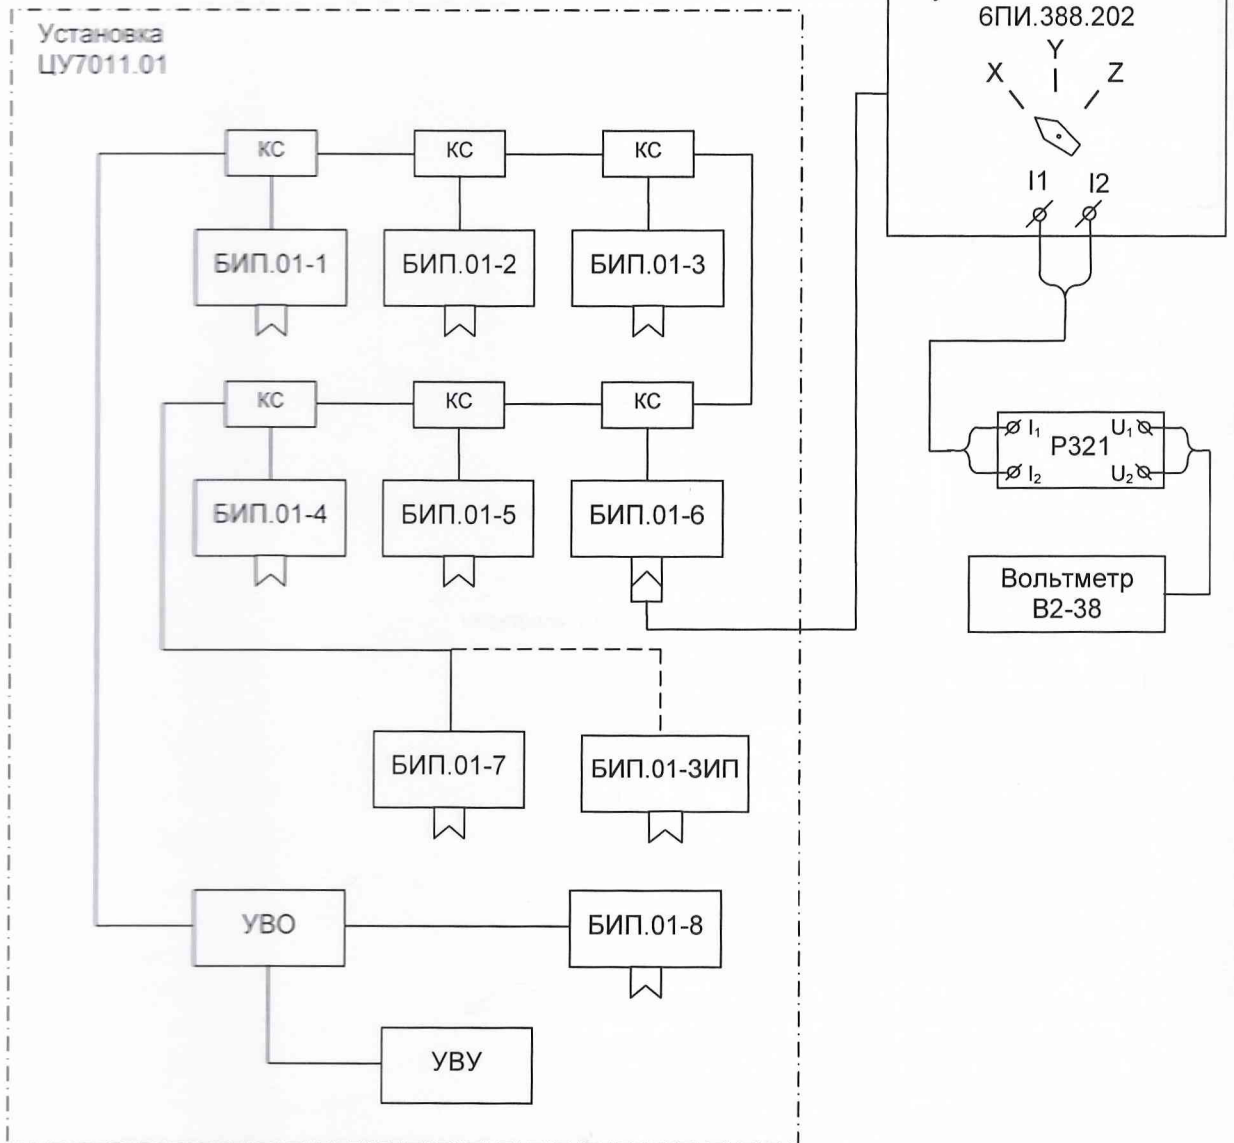 Установка
ЦУ7011.01
6ПИ.388.202
Y
X
Z
КС
КС
КС
I1
I2
БИП.01-1
БИП.01-2
БИП.01-3
КС
КС
КС
I1
U1
Р321
I2
U2
БИП.01-4
БИП.01-5
БИП.01-6
Вольтметр
В2-38
БИП.01-7
БИП.01-ЗИП
УВО
БИП.01-8
УВУ